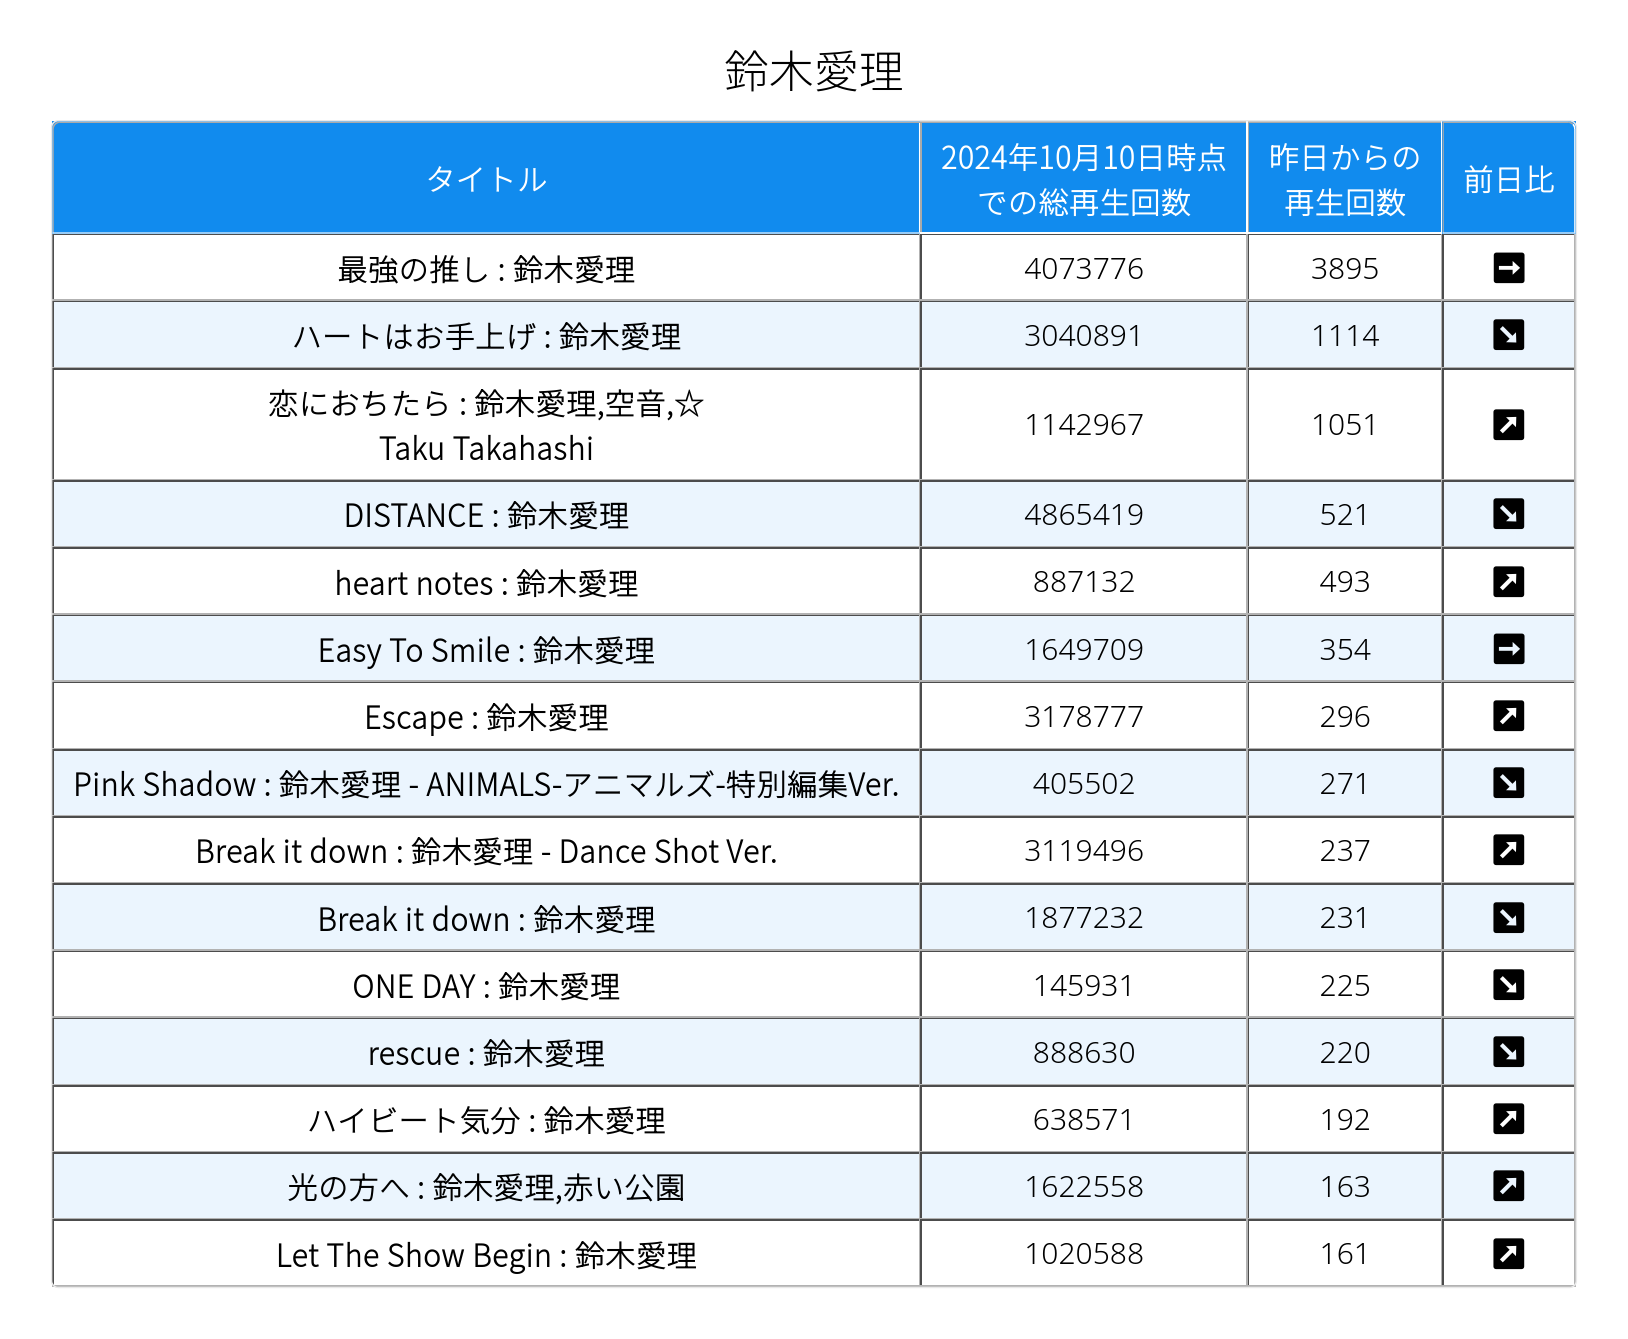 鈴木愛理
タイトル
2024年10月10日時点
での総再生回数
昨日からの
再生回数
前日比
最強の推し : 鈴木愛理 4073776 3895 ➡
ハートはお手上げ : 鈴木愛理 3040891 1114 ↘
恋におちたら : 鈴木愛理,空音,☆
Taku Takahashi 1142967 1051 ↗
DISTANCE : 鈴木愛理 4865419 521 ↘
heart notes : 鈴木愛理 887132 493 ↗
Easy To Smile : 鈴木愛理 1649709 354 ➡
Escape : 鈴木愛理 3178777 296 ↗
Pink Shadow : 鈴木愛理 - ANIMALS-アニマルズ-特別編集Ver. 405502 271 ↘
Break it down : 鈴木愛理 - Dance Shot Ver. 3119496 237 ↗
Break it down : 鈴木愛理 1877232 231 ↘
ONE DAY : 鈴木愛理 145931 225 ↘
rescue : 鈴木愛理 888630 220 ↘
ハイビート気分 : 鈴木愛理 638571 192 ↗
光の方へ : 鈴木愛理,赤い公園 1622558 163 ↗
Let The Show Begin : 鈴木愛理 1020588 161 ↗